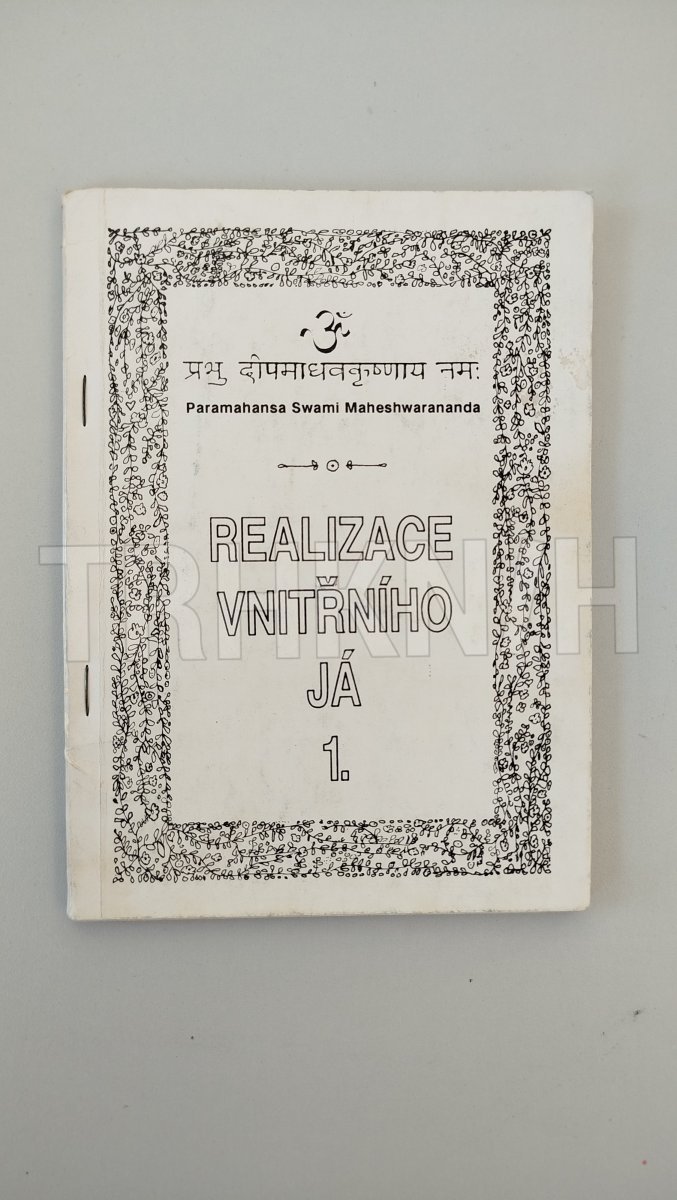 ॐ
प्रभु दीपमाधवकृष्णाय नमः
Paramahansa Swami Maheshwarananda
REALIZACE
VNITŘNÍHO
JÁ
1.
TRHKNIH